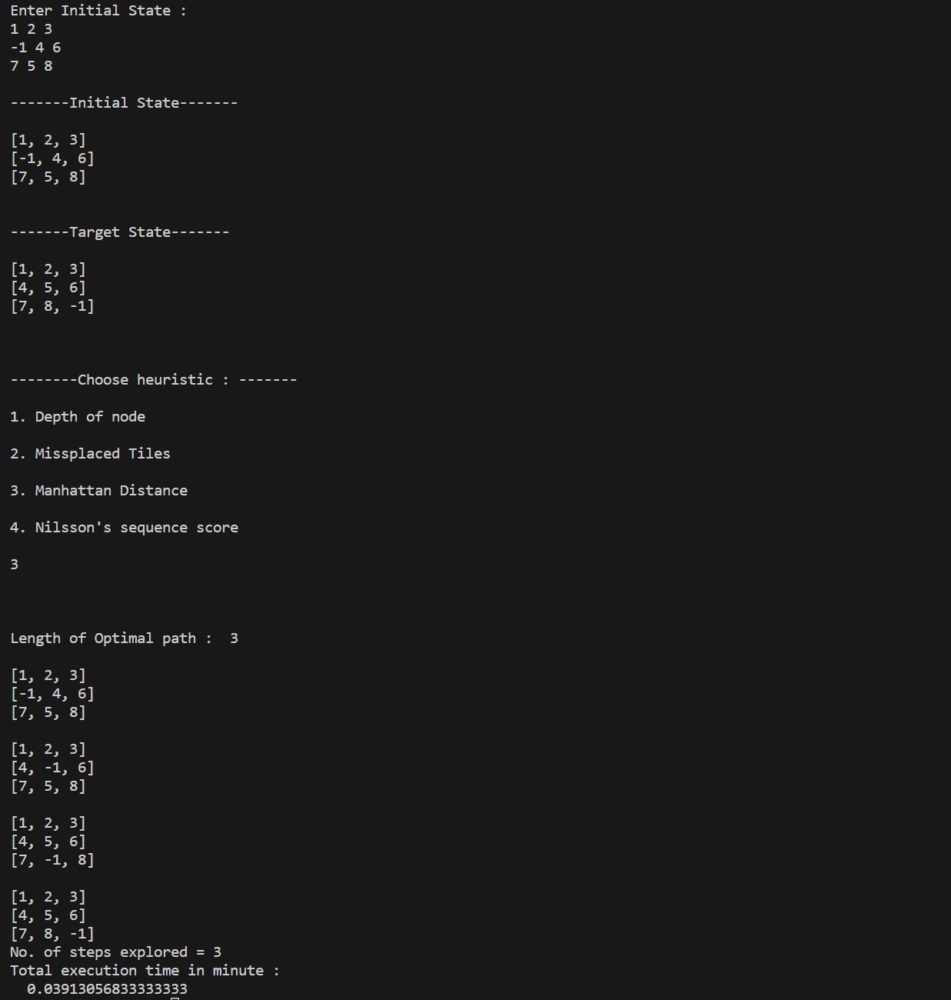 Enter Initial State :
1 2 3
-1 4 6
7 5 8
-------Initial State-------
[1, 2, 3]
[-1, 4, 6]
[7, 5, 8]
-------Target State-------
[1, 2, 3]
[4, 5, 6]
[7, 8, -1]
--------Choose heuristic : -------
1. Depth of node
2. Missplaced Tiles
3. Manhattan Distance
4. Nilsson's sequence score
3
Length of Optimal path :  3
[1, 2, 3]
[-1, 4, 6]
[7, 5, 8]
[1, 2, 3]
[4, -1, 6]
[7, 5, 8]
[1, 2, 3]
[4, 5, 6]
[7, -1, 8]
[1, 2, 3]
[4, 5, 6]
[7, 8, -1]
No. of steps explored = 3
Total execution time in minute :
  0.03913056833333333